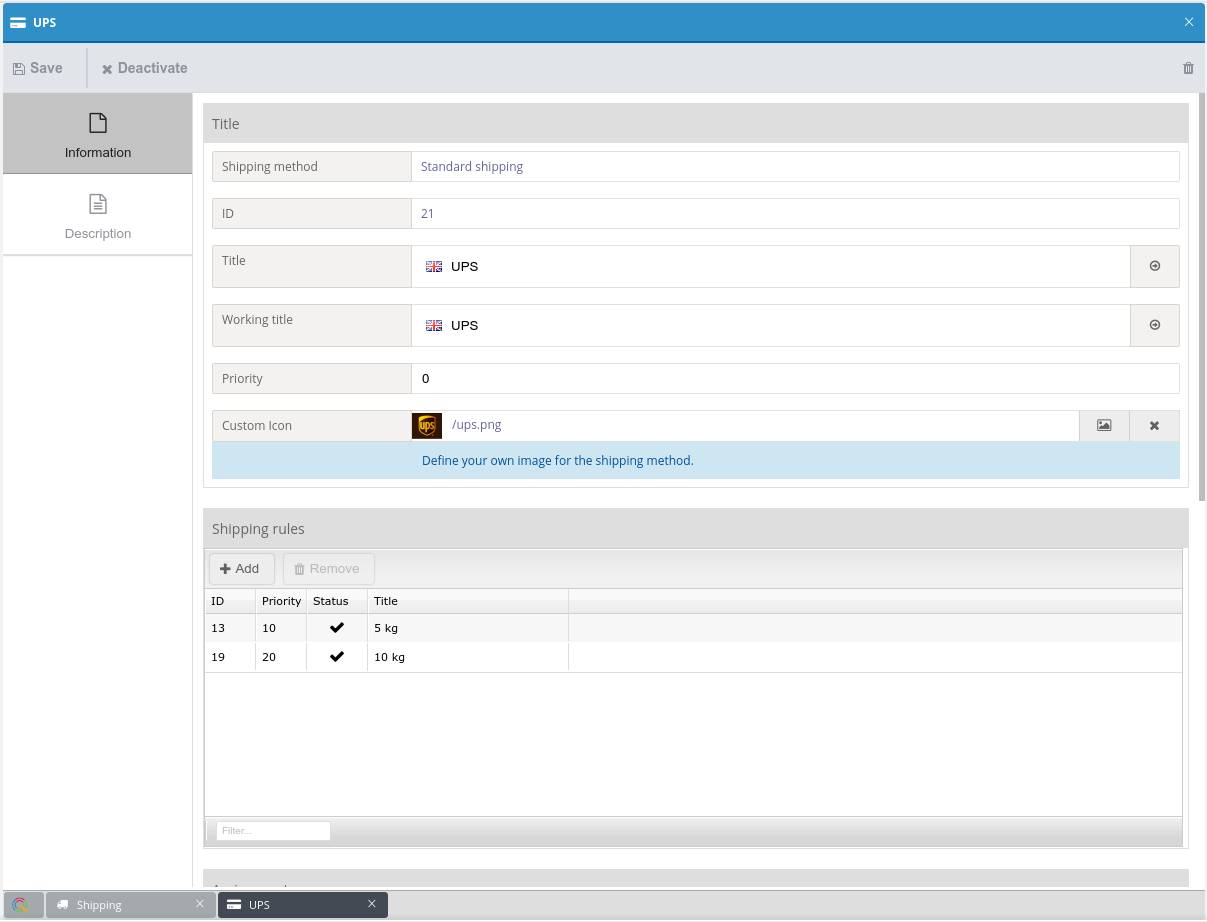 UPS
Save
Deactivate
Information
Description
Title
Shipping method Standard shipping
ID 21
Title UPS
Working title UPS
Priority 0
Custom Icon ups /ups.png
Define your own image for the shipping method.
Shipping rules
Add Remove
ID Priority Status Title
13 10 5 kg
19 20 10 kg
Filter...
Shipping
UPS